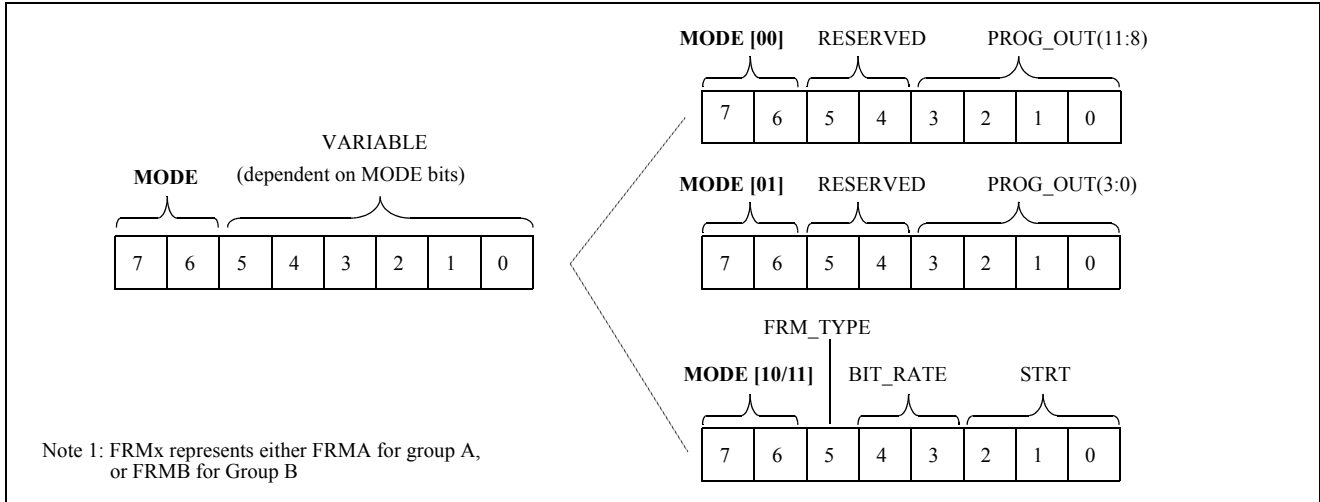 VARIABLE
(dependent on MODE bits)
MODE
7 6 5 4 3 2 1 0
MODE [00] RESERVED PROG_OUT(11:8)
7 6 5 4 3 2 1 0
MODE [01] RESERVED PROG_OUT(3:0)
7 6 5 4 3 2 1 0
FRM_TYPE
MODE [10/11] BIT_RATE STRT
7 6 5 4 3 2 1 0
Note 1: FRMx represents either FRMA for group A,
or FRMB for Group B